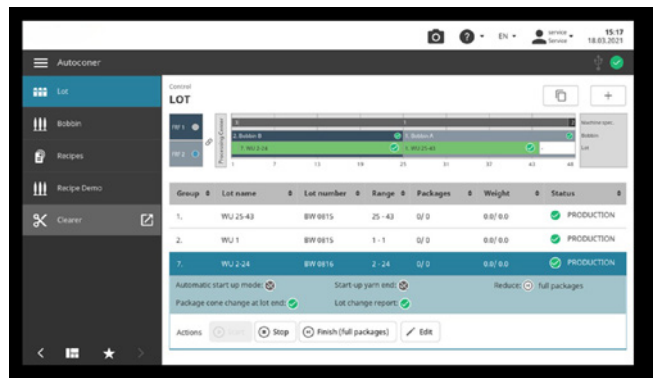 EN
service
Service
15:17
18.03.2021
Autoconer
Lot
Control
LOT
Bobbin
Recipes
Recipe Demo
Clearer
Processing Center
Machine spec.
2. Bobbin B
1. Bobbin A
Bobbin
7. WU 2-24
1. WU 25-43
Lot
1 7 13 19 25 31 37 43 48
Group Lot name Lot number Range Packages Weight Status
1. WU 25-43 BW 0815 25 - 43 0/ 0 0.0/ 0.0 PRODUCTION
2. WU 1 BW 0815 1 - 1 0/ 0 0.0/ 0.0 PRODUCTION
7. WU 2-24 BW 0816 2 - 24 0/ 0 0.0/ 0.0 PRODUCTION
Automatic start up mode: Start-up yarn end: Reduce: full packages
Package cone change at lot end: Lot change report:
Actions Start Stop Finish (full packages) Edit